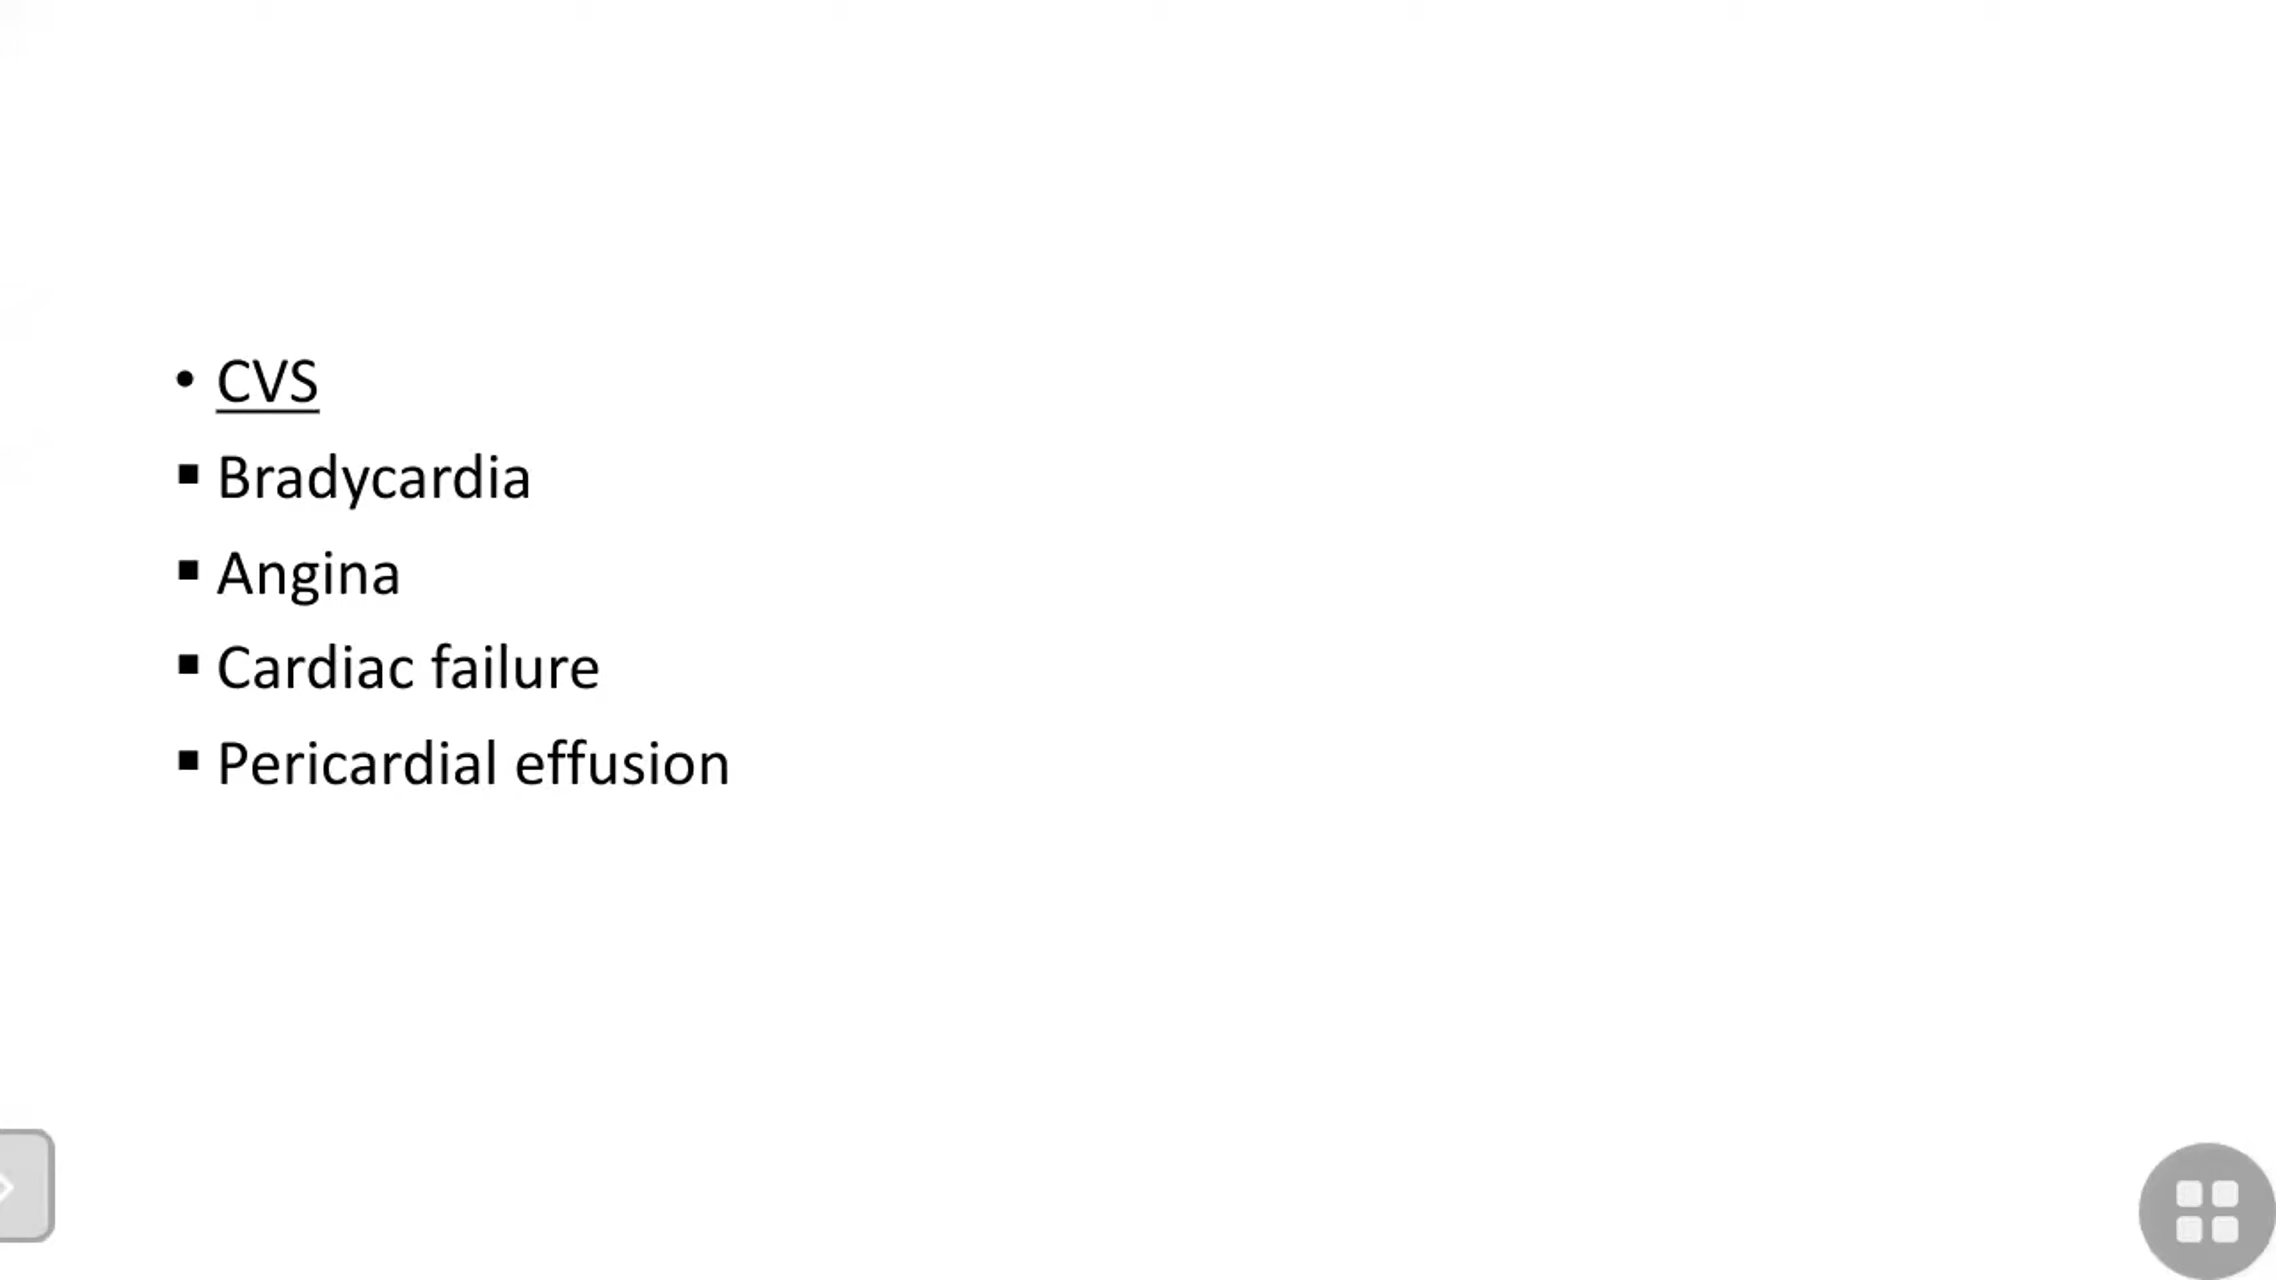 • CVS
▪ Bradycardia
▪ Angina
▪ Cardiac failure
▪ Pericardial effusion